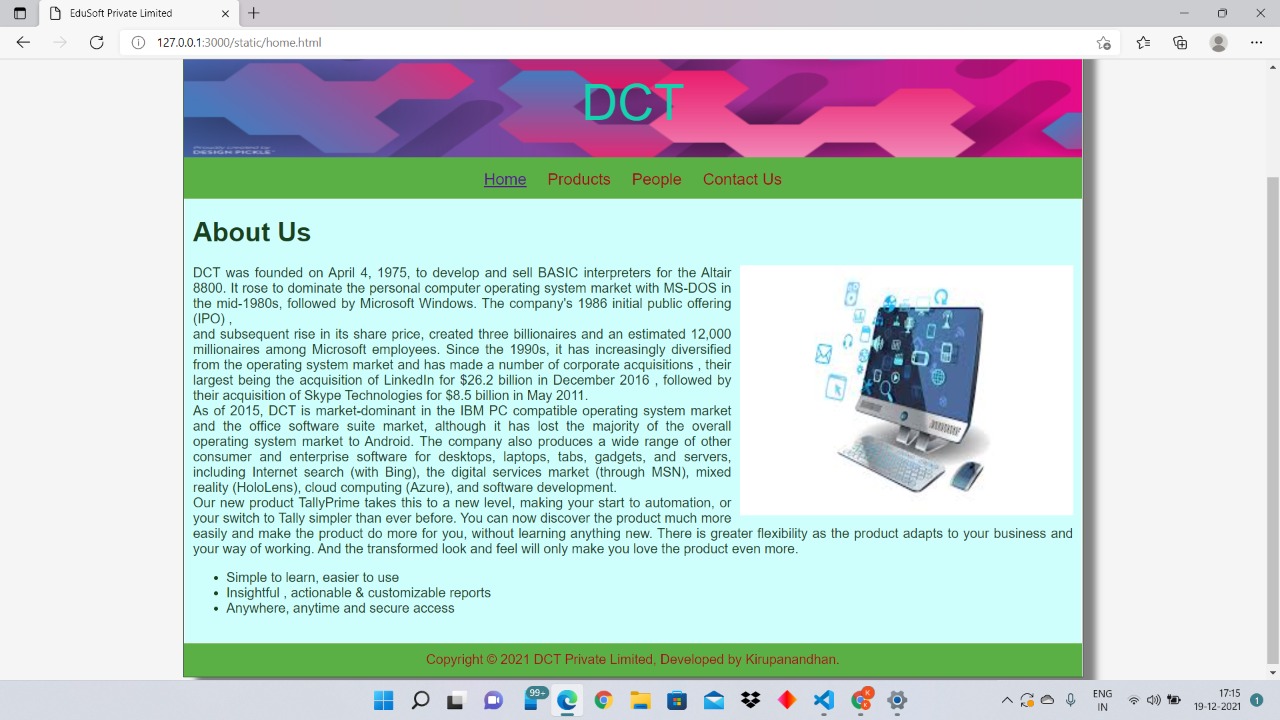 EduSoft Private Limited
127.0.0.1:3000/static/home.html
DCT
Proudly created by
DESIGN PICKLE
Home Products People Contact Us
About Us
DCT was founded on April 4, 1975, to develop and sell BASIC interpreters for the Altair
8800. It rose to dominate the personal computer operating system market with MS-DOS in
the mid-1980s, followed by Microsoft Windows. The company's 1986 initial public offering
(IPO) ,
and subsequent rise in its share price, created three billionaires and an estimated 12,000
millionaires among Microsoft employees. Since the 1990s, it has increasingly diversified
from the operating system market and has made a number of corporate acquisitions , their
largest being the acquisition of LinkedIn for $26.2 billion in December 2016 , followed by
their acquisition of Skype Technologies for $8.5 billion in May 2011.
As of 2015, DCT is market-dominant in the IBM PC compatible operating system market
and the office software suite market, although it has lost the majority of the overall
operating system market to Android. The company also produces a wide range of other
consumer and enterprise software for desktops, laptops, tabs, gadgets, and servers,
including Internet search (with Bing), the digital services market (through MSN), mixed
reality (HoloLens), cloud computing (Azure), and software development.
Our new product TallyPrime takes this to a new level, making your start to automation, or
your switch to Tally simpler than ever before. You can now discover the product much more
easily and make the product do more for you, without learning anything new. There is greater flexibility as the product adapts to your business and
your way of working. And the transformed look and feel will only make you love the product even more.
• Simple to learn, easier to use
• Insightful , actionable & customizable reports
• Anywhere, anytime and secure access
Copyright © 2021 DCT Private Limited, Developed by Kirupanandhan.
99+
K
K
ENG
IN
17:15
19-12-2021
1